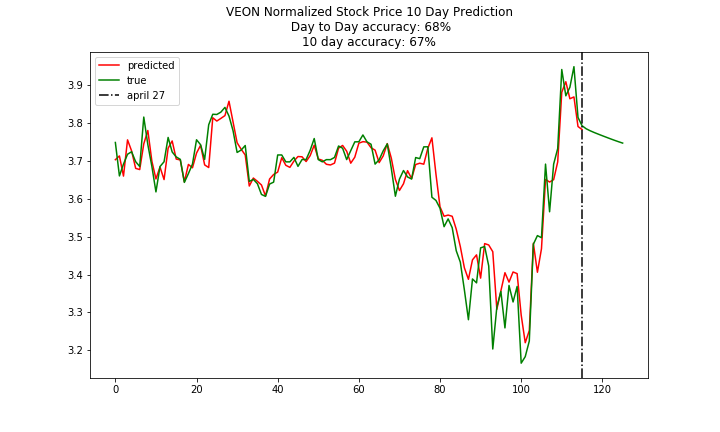 VEON Normalized Stock Price 10 Day Prediction
Day to Day accuracy: 68%
10 day accuracy: 67%
predicted
true
april 27
3.9
3.8
3.7
3.6
3.5
3.4
3.3
3.2
0 20 40 60 80 100 120